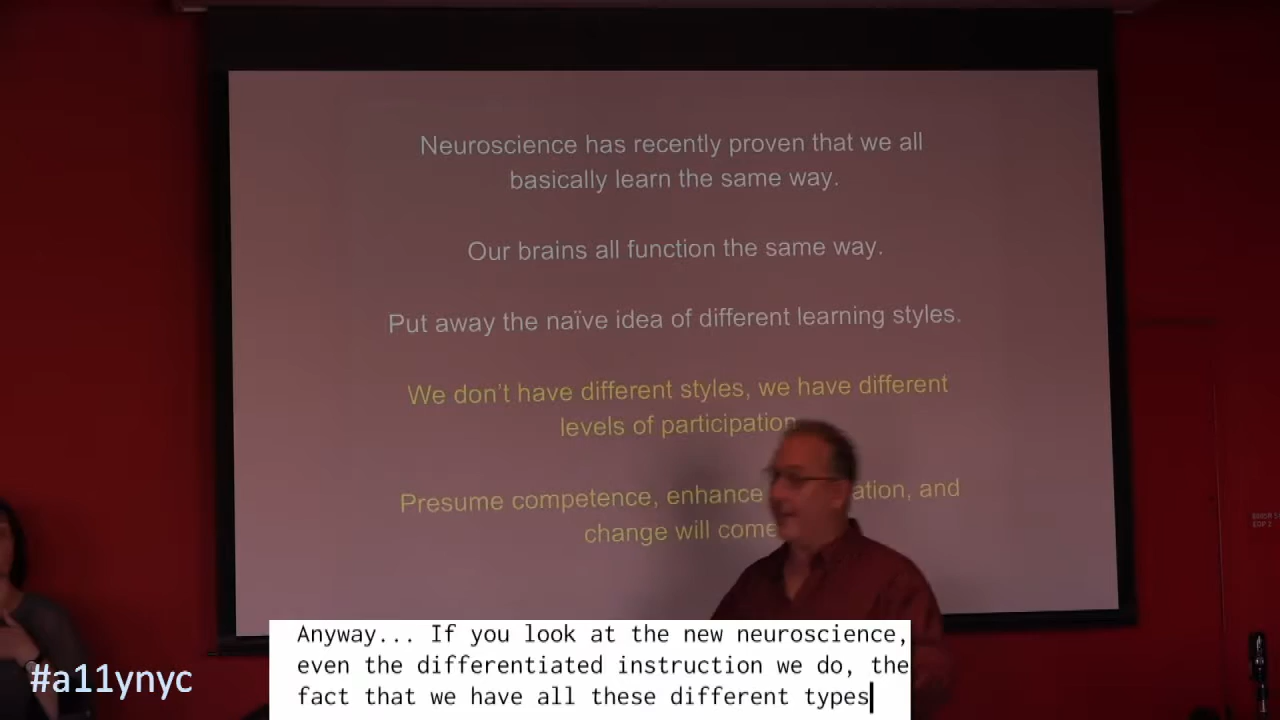 Neuroscience has recently proven that we all
basically learn the same way.
Our brains all function the same way.
Put away the naïve idea of different learning styles.
We don't have different styles, we have different
levels of participation
Presume competence, enhance ation, and
change will come
Anyway... If you look at the new neuroscience,
even the differentiated instruction we do, the
fact that we have all these different types
#a11ynyc